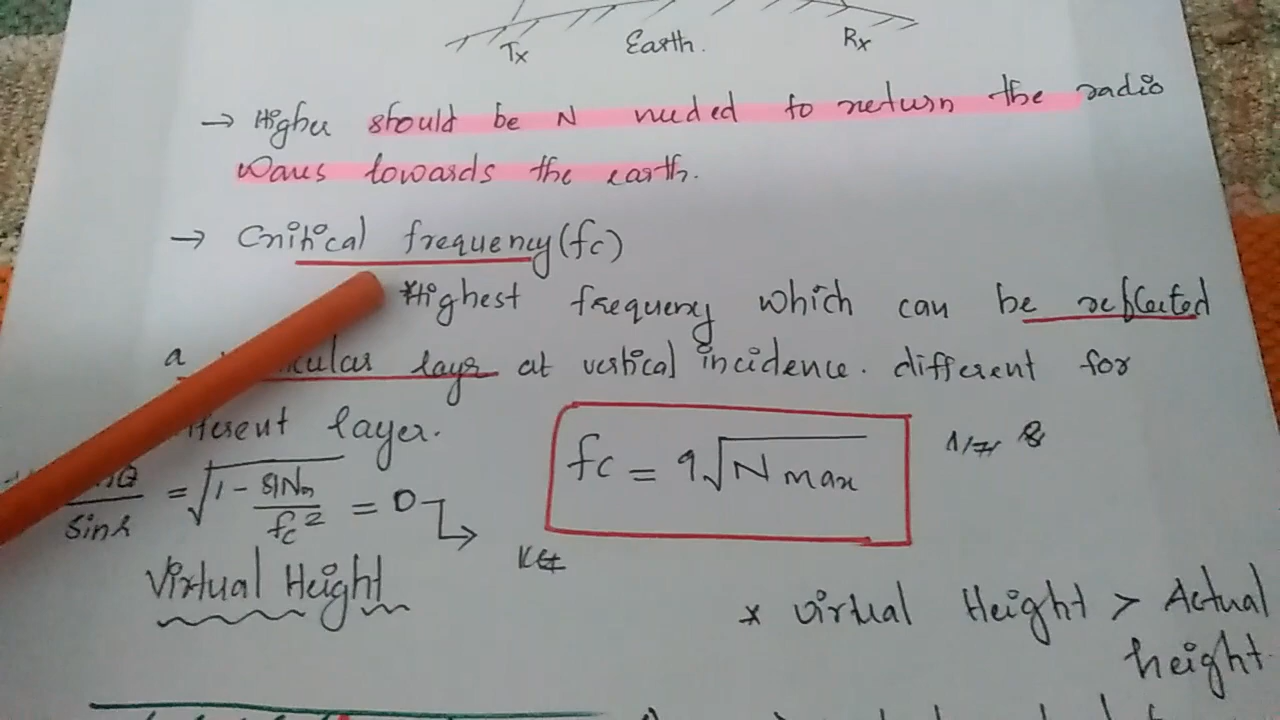 Tx Earth. Rx
→ Higher should be N needed to return the radio
waves towards the earth.
→ Critical frequency (fc)
*Highest frequency which can be reflected
a layer at vertical incidence. different for
layer.
fc = 9√N max
= √1 - 81Nm/fc² = 0
Virtual Height
* virtual Height > Actual
height.